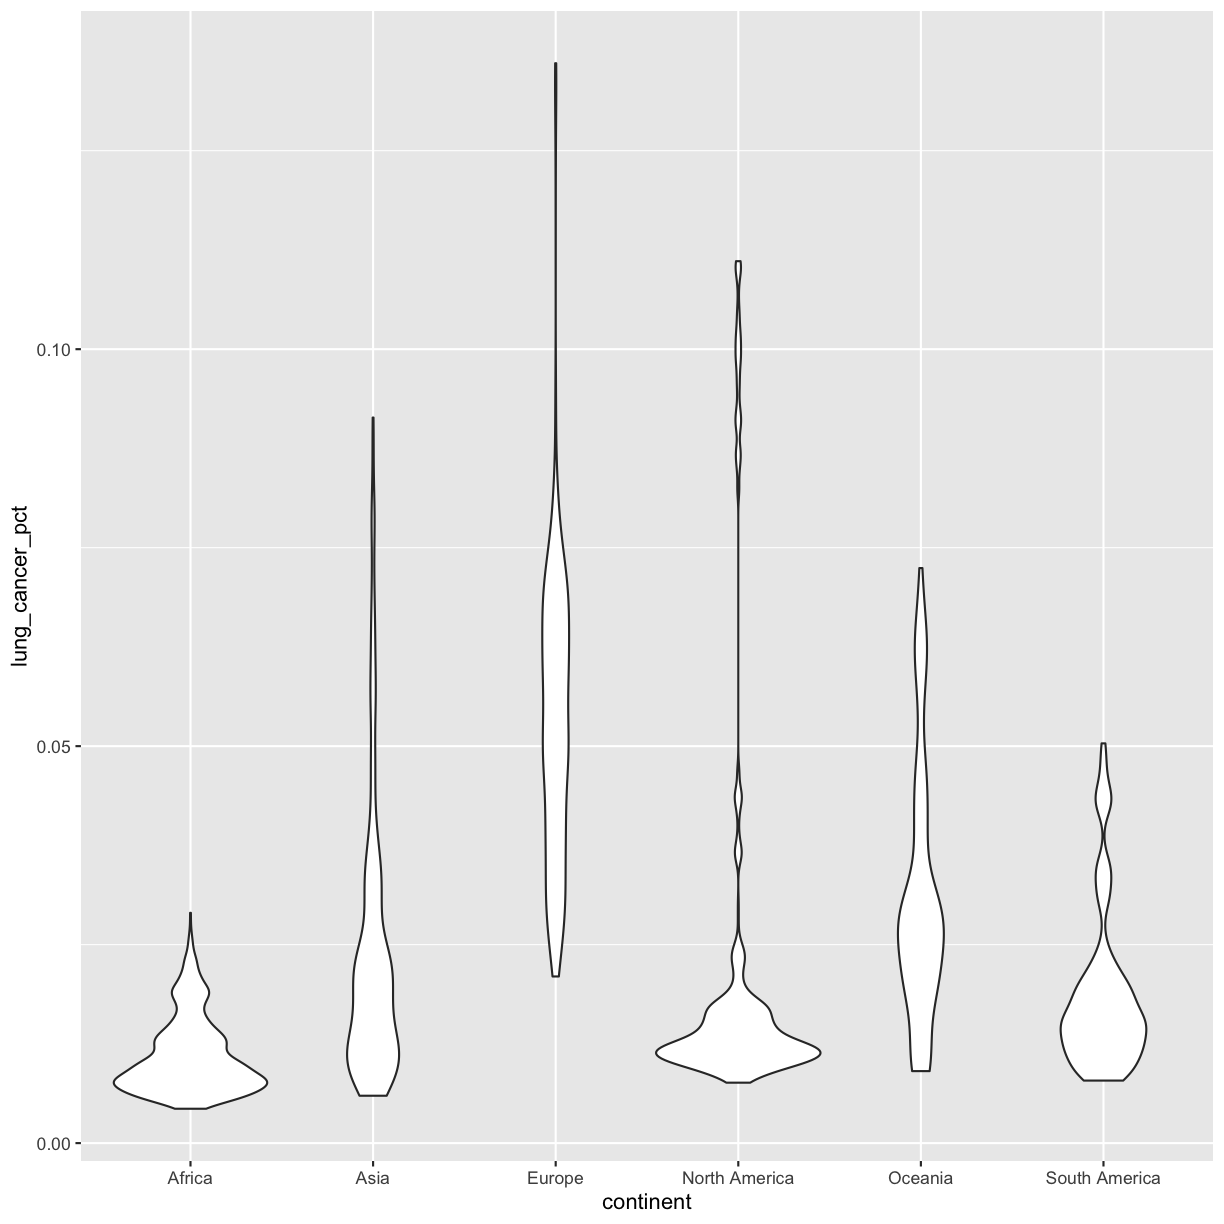 lung_cancer_pct
0.10
0.05
0.00
Africa
Asia
Europe
North America
Oceania
South America
continent